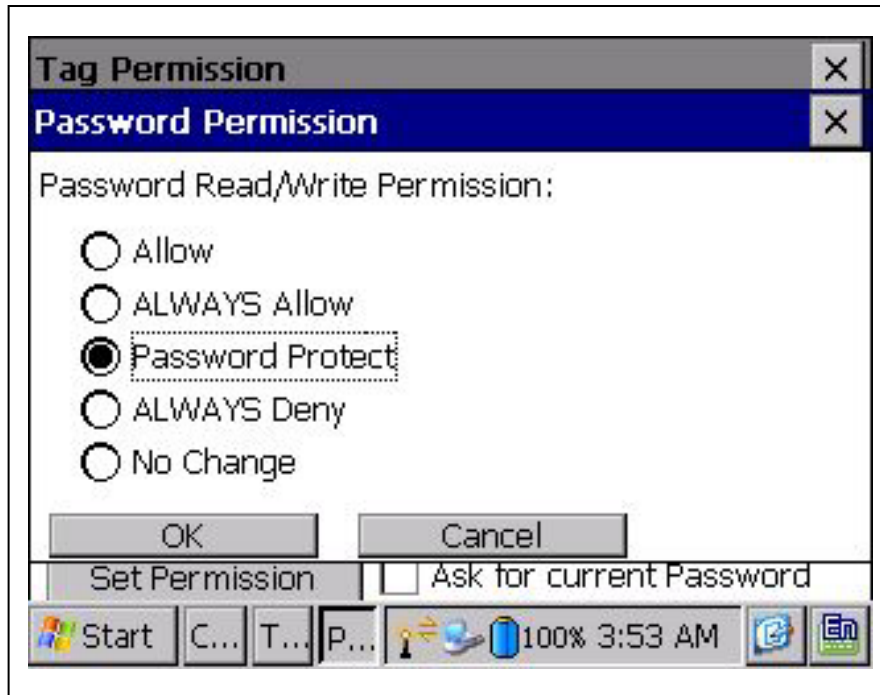 Tag Permission
Password Permission
Password Read/Write Permission:
Allow
ALWAYS Allow
Password Protect
ALWAYS Deny
No Change
OK Cancel
Set Permission Ask for current Password
Start C... T... P... 100% 3:53 AM En